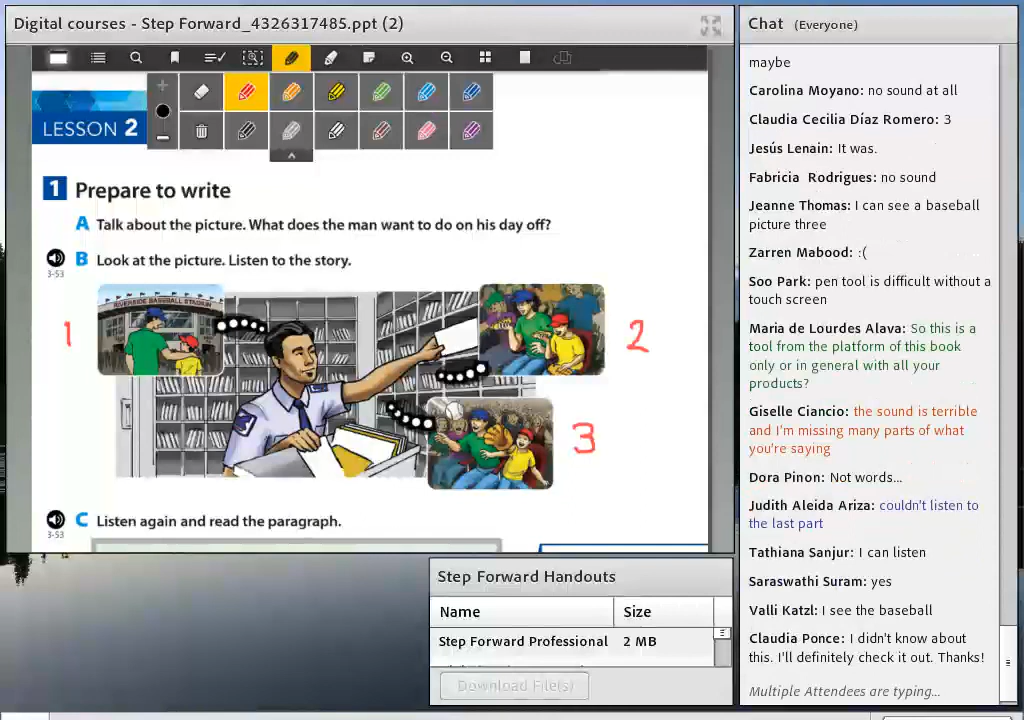 Digital courses - Step Forward_4326317485.ppt (2)
LESSON 2
1 Prepare to write
A Talk about the picture. What does the man want to do on his day off?
3-53
B Look at the picture. Listen to the story.
RIVERSIDE BASEBALL STADIUM
1
2
3
3-53
C Listen again and read the paragraph.
Step Forward Handouts
Name Size
Step Forward Professional 2 MB
Download File(s)
Chat (Everyone)
maybe
Carolina Moyano: no sound at all
Claudia Cecilia Díaz Romero: 3
Jesús Lenain: It was.
Fabricia Rodrigues: no sound
Jeanne Thomas: I can see a baseball
picture three
Zarren Mabood: :(
Soo Park: pen tool is difficult without a
touch screen
Maria de Lourdes Alava: So this is a
tool from the platform of this book
only or in general with all your
products?
Giselle Ciancio: the sound is terrible
and I'm missing many parts of what
you're saying
Dora Pinon: Not words...
Judith Aleida Ariza: couldn't listen to
the last part
Tathiana Sanjur: I can listen
Saraswathi Suram: yes
Valli Katzl: I see the baseball
Claudia Ponce: I didn't know about
this. I'll definitely check it out. Thanks!
Multiple Attendees are typing...